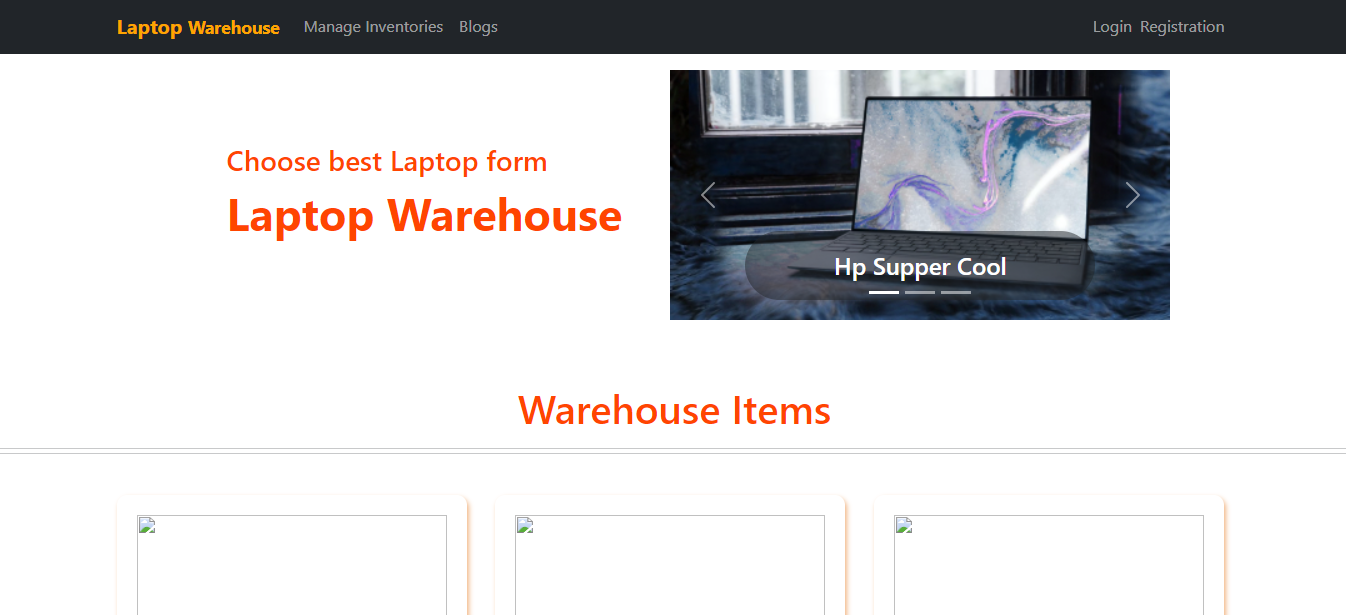 Laptop Warehouse Manage Inventories Blogs Login Registration
Choose best Laptop form
Laptop Warehouse
Hp Supper Cool
Warehouse Items